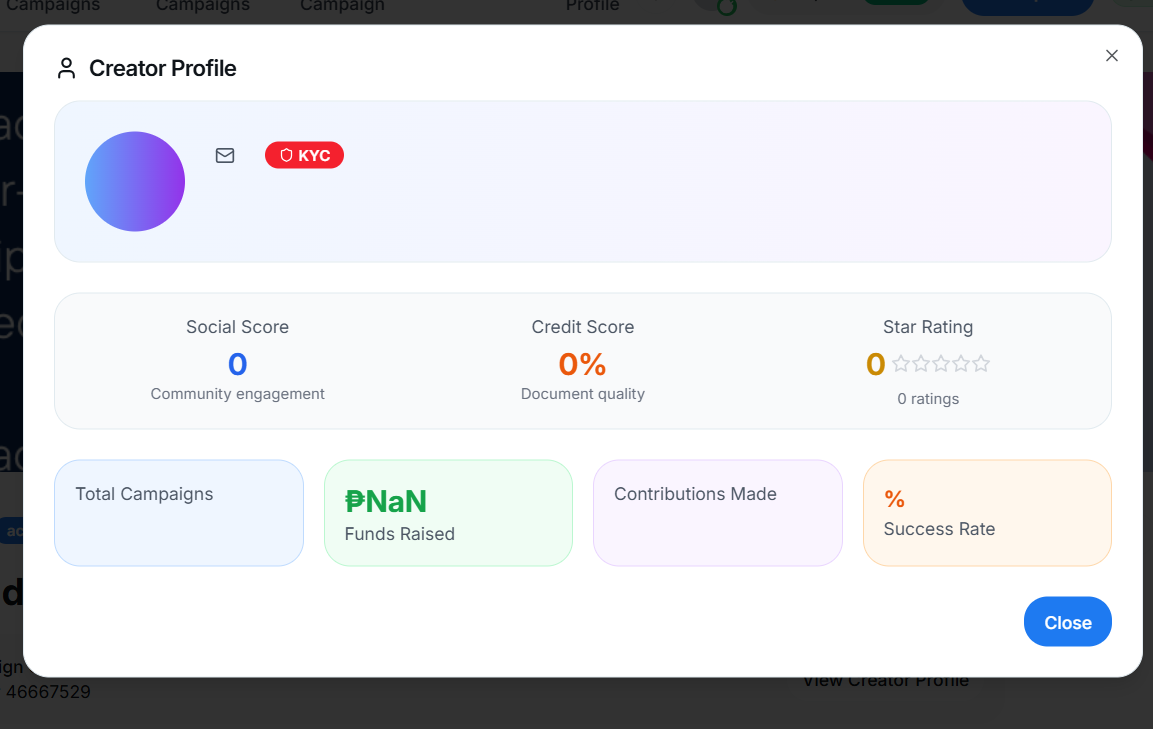 Campaigns
Campaigns
Campaign
Profile
Creator Profile
KYC
Social Score
0
Community engagement
Credit Score
0%
Document quality
Star Rating
0
0 ratings
Total Campaigns
₱NaN
Funds Raised
Contributions Made
%
Success Rate
Close
46667529
View Creator Profile